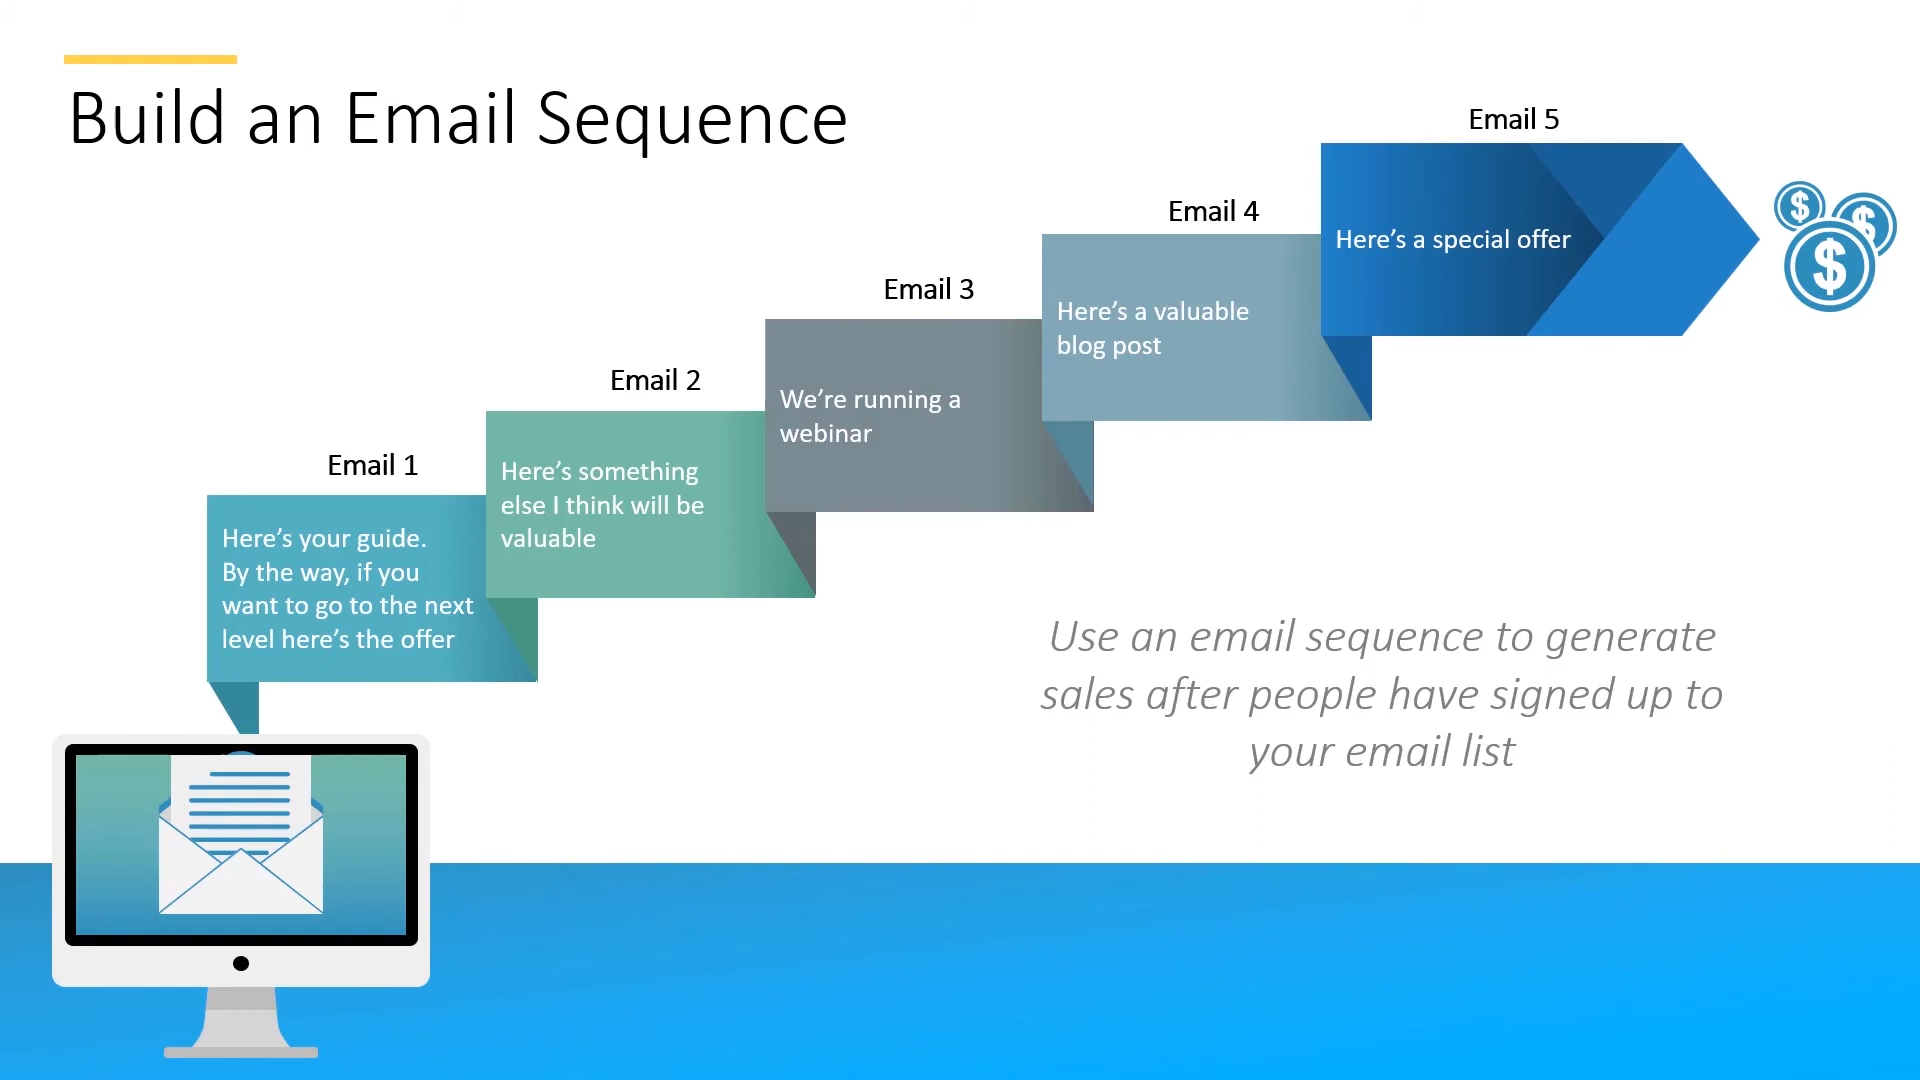 Build an Email Sequence
Email 5
Here's a special offer
Email 4
Here's a valuable
blog post
Email 3
We're running a
webinar
Email 2
Here's something
else I think will be
valuable
Email 1
Here's your guide.
By the way, if you
want to go to the next
level here's the offer
Use an email sequence to generate
sales after people have signed up to
your email list
$
$
$